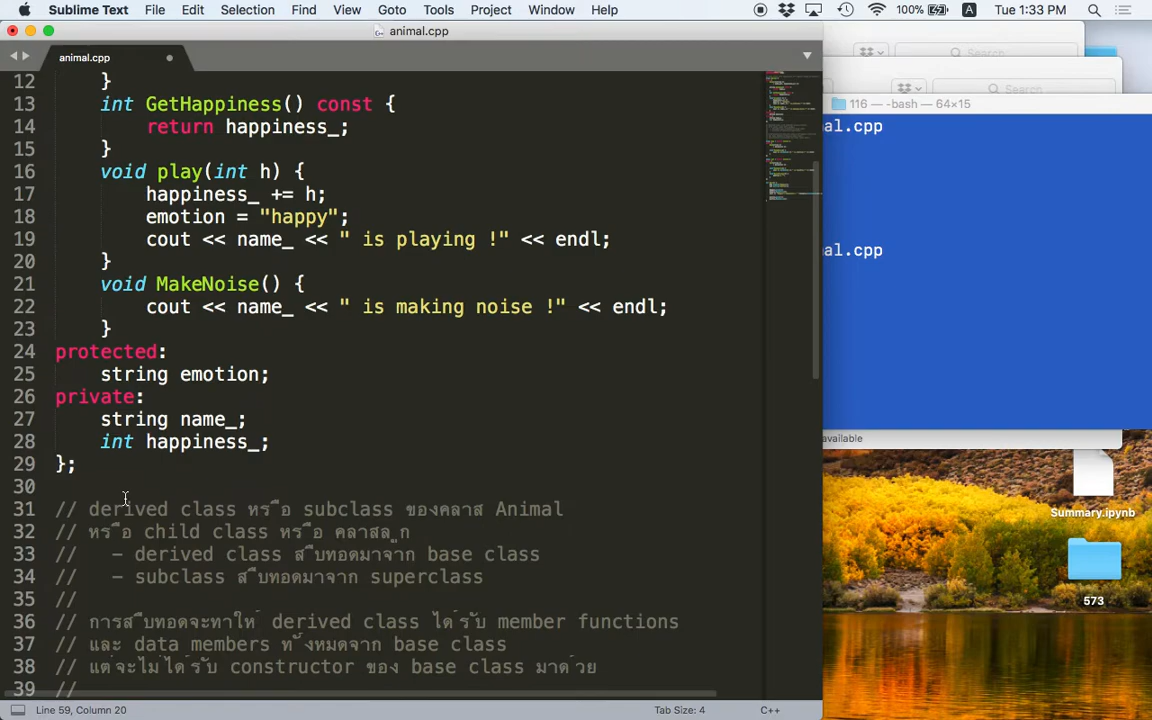 Sublime Text File Edit Selection Find View Goto Tools Project Window Help 100% A Tue 1:33 PM
animal.cpp
animal.cpp
Search
Search
116 — -bash — 64×15
al.cpp
al.cpp
available
Summary.ipynb
573
12 }
13 int GetHappiness() const {
14 return happiness_;
15 }
16 void play(int h) {
17 happiness_ += h;
18 emotion = "happy";
19 cout << name_ << " is playing !" << endl;
20 }
21 void MakeNoise() {
22 cout << name_ << " is making noise !" << endl;
23 }
24 protected:
25 string emotion;
26 private:
27 string name_;
28 int happiness_;
29 };
30
31 // derived class หรือ subclass ของคลาส Animal
32 // หรือ child class หรือ คลาสลูก
33 // - derived class สืบทอดมาจาก base class
34 // - subclass สืบทอดมาจาก superclass
35 //
36 // การสืบทอดจะทำให้ derived class ได้รับ member functions
37 // และ data members ทั้งหมดจาก base class
38 // แต่จะไม่ได้รับ constructor ของ base class มาด้วย
39 //
Line 59, Column 20 Tab Size: 4 C++